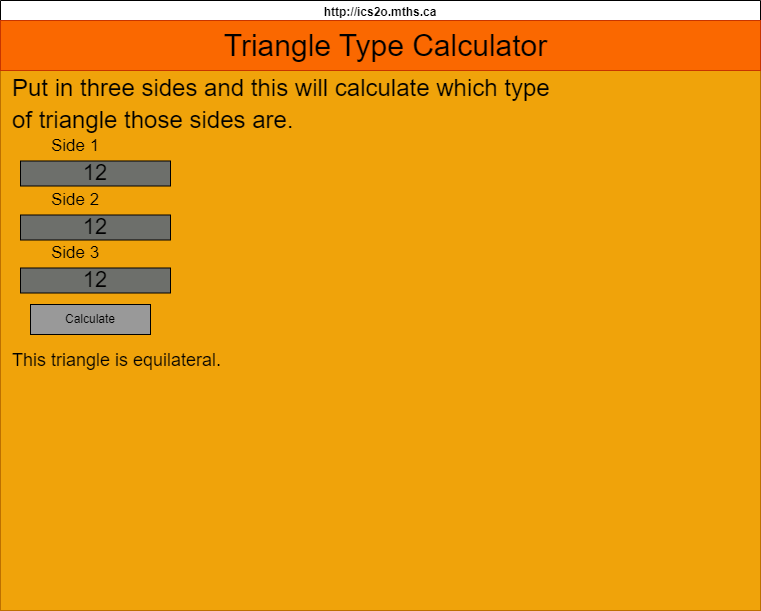 http://ics2o.mths.ca
Triangle Type Calculator
Put in three sides and this will calculate which type
of triangle those sides are.
Side 1
12
Side 2
12
Side 3
12
Calculate
This triangle is equilateral.